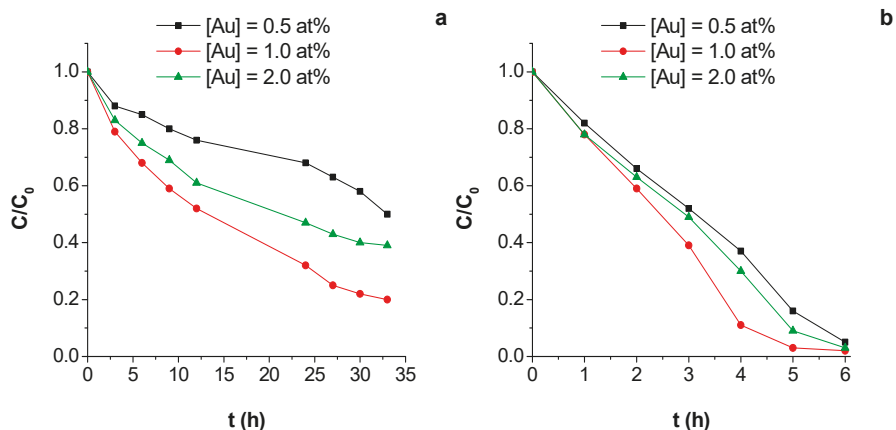 a
[Au] = 0.5 at%
[Au] = 1.0 at%
[Au] = 2.0 at%
C/C0
1.0
0.8
0.6
0.4
0.2
0.0
0 5 10 15 20 25 30 35
t (h)
b
[Au] = 0.5 at%
[Au] = 1.0 at%
[Au] = 2.0 at%
C/C0
1.0
0.8
0.6
0.4
0.2
0.0
0 1 2 3 4 5 6
t (h)